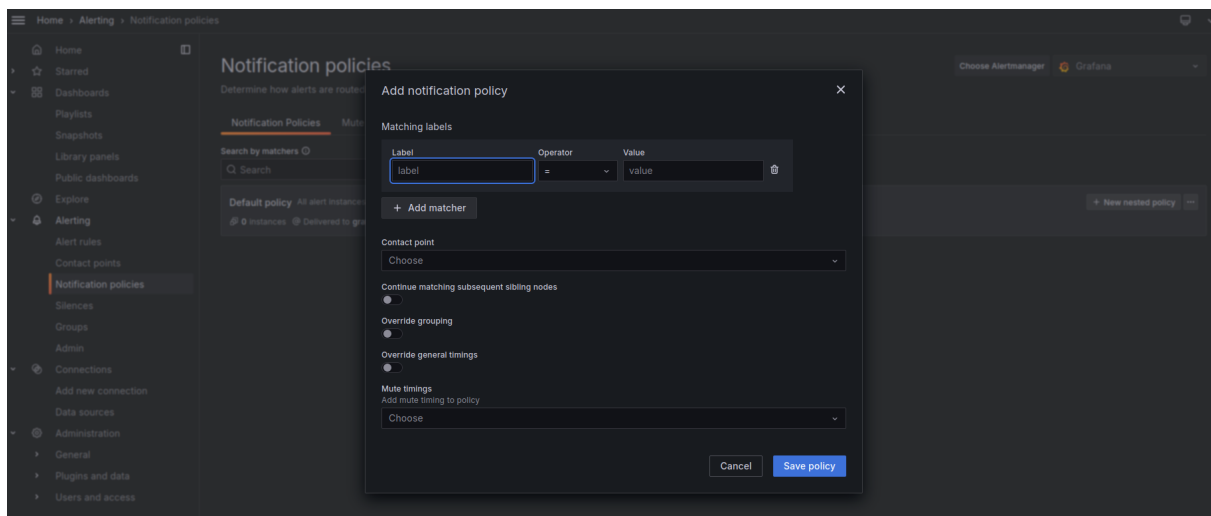 Home › Alerting › Notification policies
Home
Starred
Dashboards
Playlists
Snapshots
Library panels
Public dashboards
Explore
Alerting
Alert rules
Contact points
Notification policies
Silences
Groups
Admin
Connections
Add new connection
Data sources
Administration
General
Plugins and data
Users and access
Notification policies
Determine how alerts are routed
Choose Alertmanager
Grafana
Notification Policies
Mute
Search by matchers
Search
Default policy All alert instances
0 instances Delivered to gra
+ New nested policy
Add notification policy
Matching labels
Label Operator Value
label = value
+ Add matcher
Contact point
Choose
Continue matching subsequent sibling nodes
Override grouping
Override general timings
Mute timings
Add mute timing to policy
Choose
Cancel
Save policy